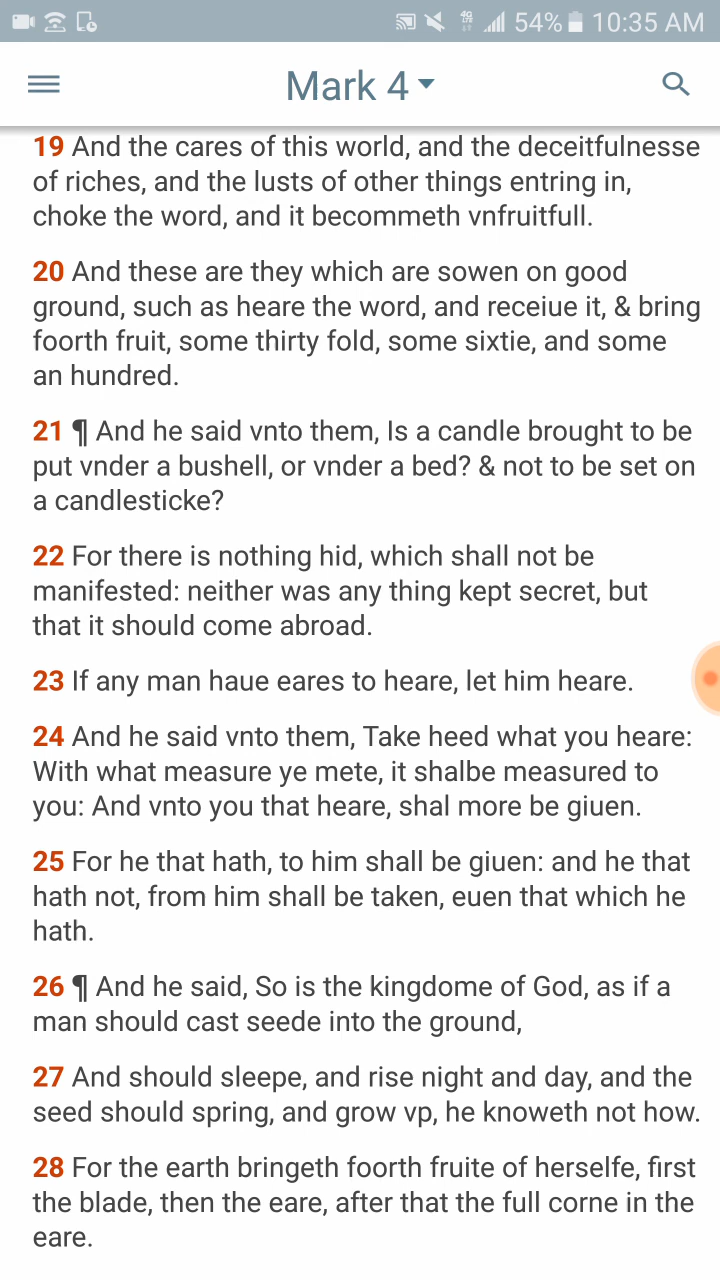 4G LTE 54% 10:35 AM
Mark 4
19 And the cares of this world, and the deceitfulnesse
of riches, and the lusts of other things entring in,
choke the word, and it becommeth vnfruitfull.
20 And these are they which are sowen on good
ground, such as heare the word, and receiue it, & bring
foorth fruit, some thirty fold, some sixtie, and some
an hundred.
21 ¶ And he said vnto them, Is a candle brought to be
put vnder a bushell, or vnder a bed? & not to be set on
a candlesticke?
22 For there is nothing hid, which shall not be
manifested: neither was any thing kept secret, but
that it should come abroad.
23 If any man haue eares to heare, let him heare.
24 And he said vnto them, Take heed what you heare:
With what measure ye mete, it shalbe measured to
you: And vnto you that heare, shal more be giuen.
25 For he that hath, to him shall be giuen: and he that
hath not, from him shall be taken, euen that which he
hath.
26 ¶ And he said, So is the kingdome of God, as if a
man should cast seede into the ground,
27 And should sleepe, and rise night and day, and the
seed should spring, and grow vp, he knoweth not how.
28 For the earth bringeth foorth fruite of herselfe, first
the blade, then the eare, after that the full corne in the
eare.